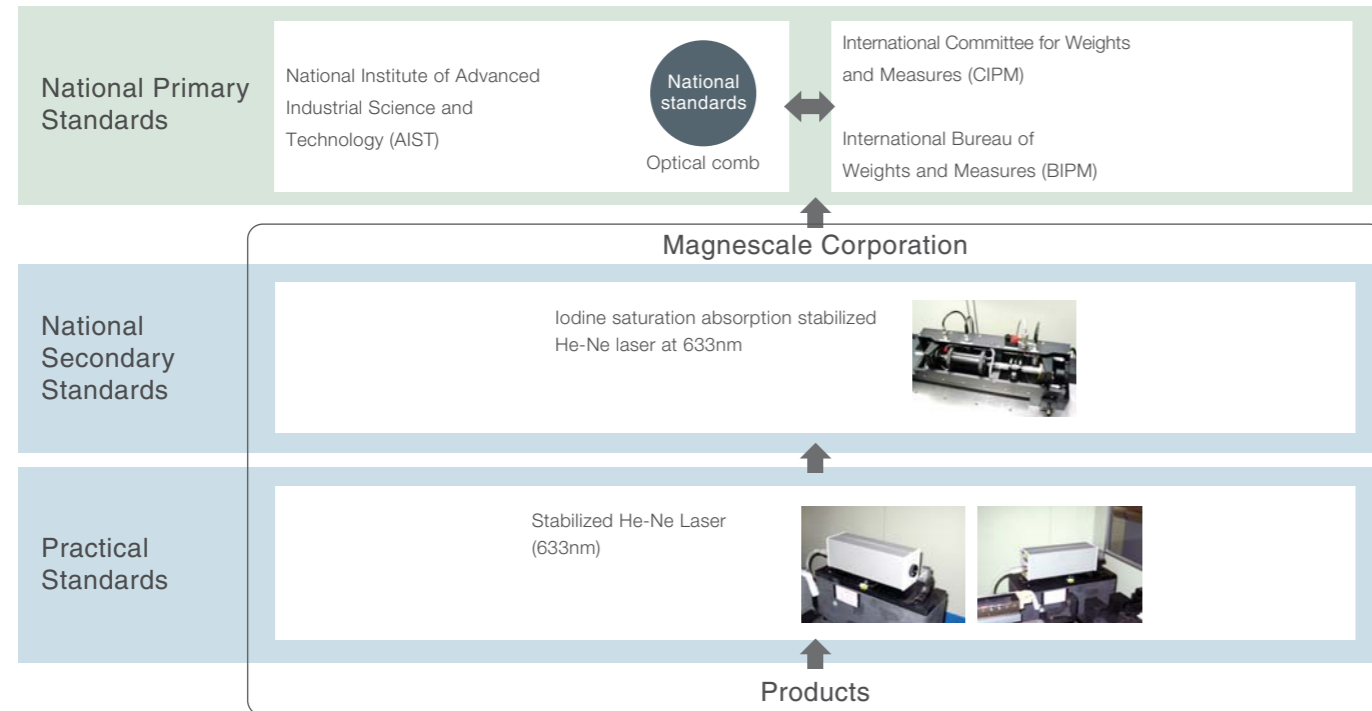 National Primary
Standards
National Institute of Advanced
Industrial Science and
Technology (AIST)
National
standards
Optical comb
International Committee for Weights
and Measures (CIPM)
International Bureau of
Weights and Measures (BIPM)
Magnescale Corporation
National
Secondary
Standards
Iodine saturation absorption stabilized
He-Ne laser at 633nm
Practical
Standards
Stabilized He-Ne Laser
(633nm)
Products